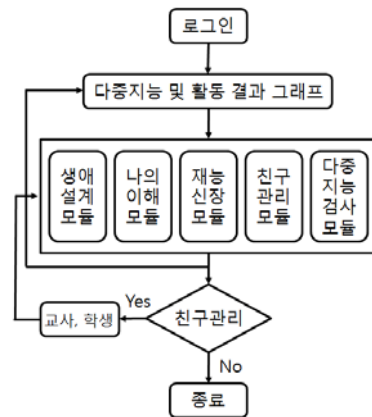 로그인
다중지능 및 활동 결과 그래프
생애
설계
모듈
나의
이해
모듈
재능
신장
모듈
친구
관리
모듈
다중
지능
검사
모듈
친구관리
Yes
교사, 학생
No
종료